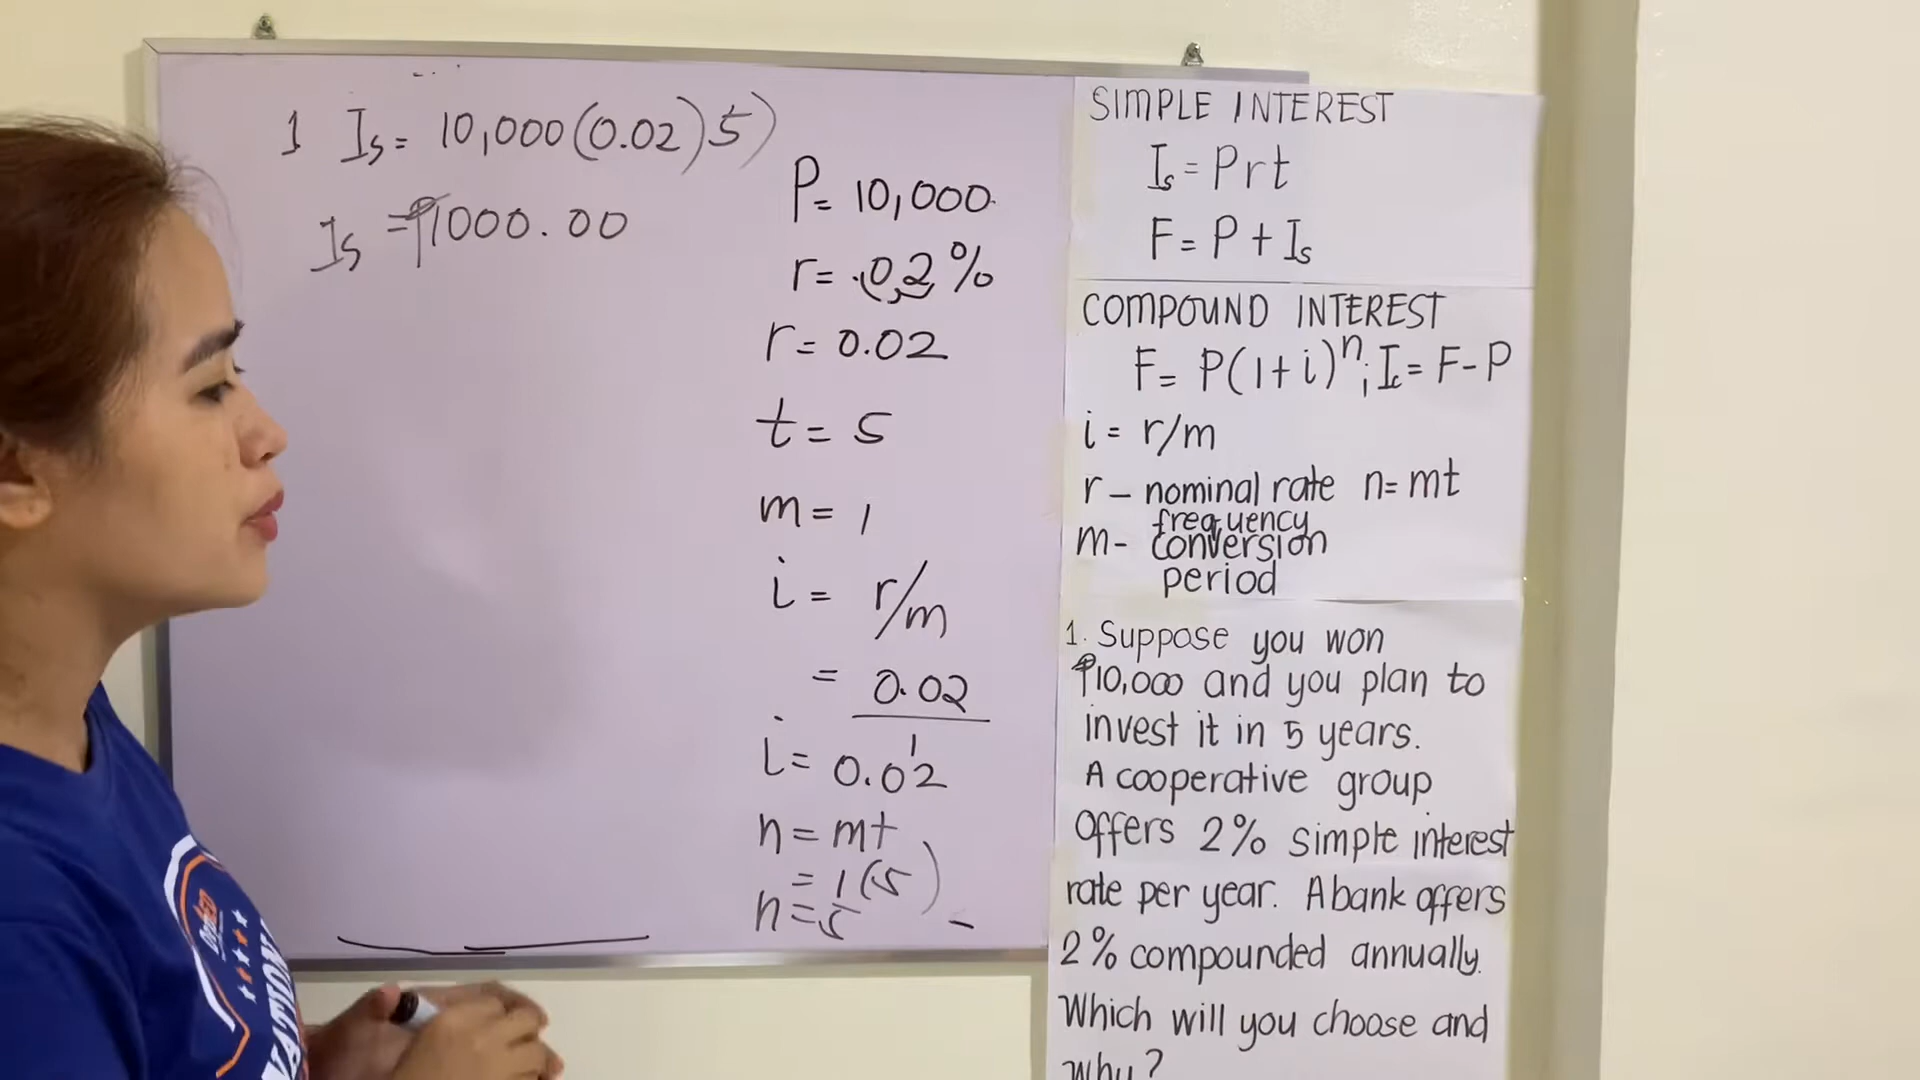 1 Is = 10,000(0.02)5)
Is = ₱1000.00
P = 10,000
r = .02%
r = 0.02
t = 5
m = 1
i = r/m
= 0.02
1
i = 0.02
n = mt
= 1(5)
n = 5
SIMPLE INTEREST
Is = Prt
F = P + Is
COMPOUND INTEREST
F = P(1+i)^n; Ic = F-P
i = r/m
r – nominal rate n = mt
frequency
m - conversion
period
1. Suppose you won
₱10,000 and you plan to
invest it in 5 years.
A cooperative group
offers 2% simple interest
rate per year. A bank offers
2% compounded annually.
Which will you choose and
why?